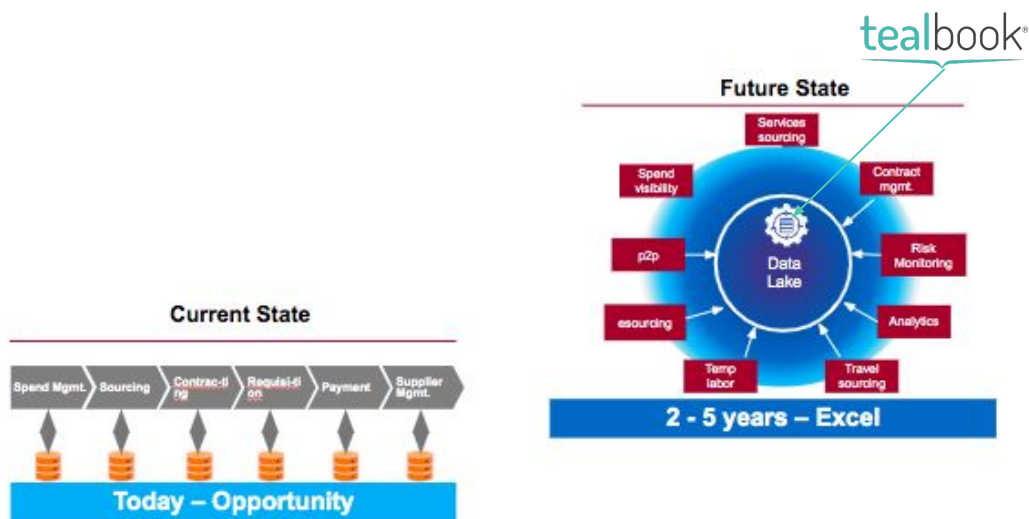 tealbook®
Future State
Services
sourcing
Spend
visibility
Contract
mgmt.
p2p
Data
Lake
Risk
Monitoring
esourcing
Analytics
Temp
labor
Travel
sourcing
2 - 5 years – Excel
Current State
Spend Mgmt.
Sourcing
Contrac-ti
ng
Requisi-ti
on
Payment
Supplier
Mgmt.
Today – Opportunity